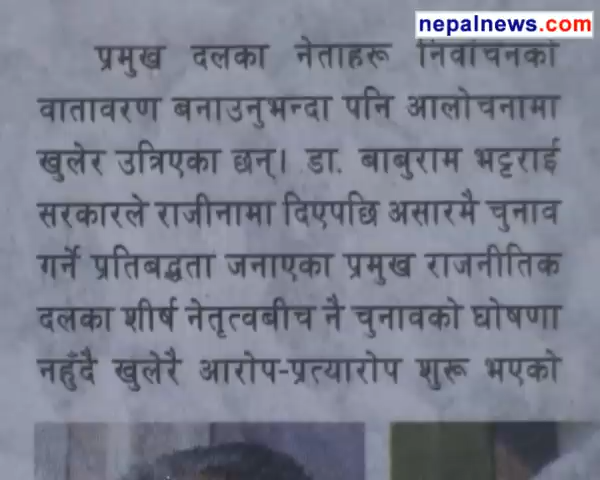 nepalnews.com
प्रमुख दलका नेताहरू निर्वाचनको
वातावरण बनाउनुभन्दा पनि आलोचनामा
खुलेर उत्रिएका छन्। डा. बाबुराम भट्टराई
सरकारले राजीनामा दिएपछि असारमै चुनाव
गर्ने प्रतिबद्धता जनाएका प्रमुख राजनीतिक
दलका शीर्ष नेतृत्वबीच नै चुनावको घोषणा
नहुँदै खुलेरै आरोप-प्रत्यारोप शुरू भएको